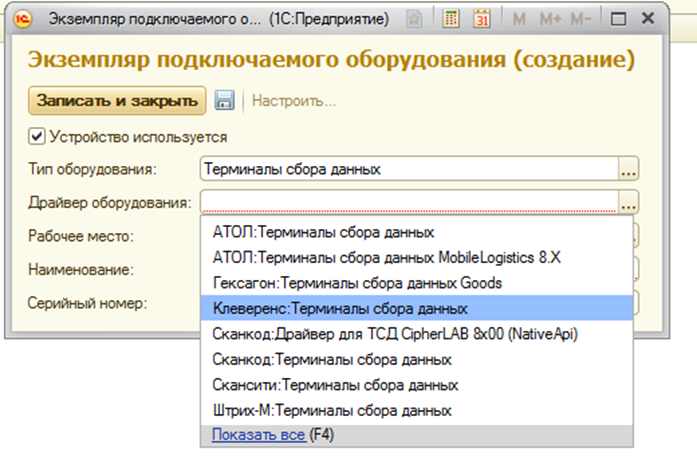 Экземпляр подключаемого о... (1С:Предприятие) M M+ M-
Экземпляр подключаемого оборудования (создание)
Записать и закрыть Настроить...
Устройство используется
Тип оборудования: Терминалы сбора данных ...
Драйвер оборудования: ...
АТОЛ:Терминалы сбора данных
Рабочее место:
АТОЛ:Терминалы сбора данных MobileLogistics 8.X
Наименование:
Гексагон:Терминалы сбора данных Goods
Серийный номер:
Клеверенс:Терминалы сбора данных
Сканкод:Драйвер для ТСД CipherLAB 8x00 (NativeApi)
Сканкод:Терминалы сбора данных
Скансити:Терминалы сбора данных
Штрих-М:Терминалы сбора данных
Показать все (F4)